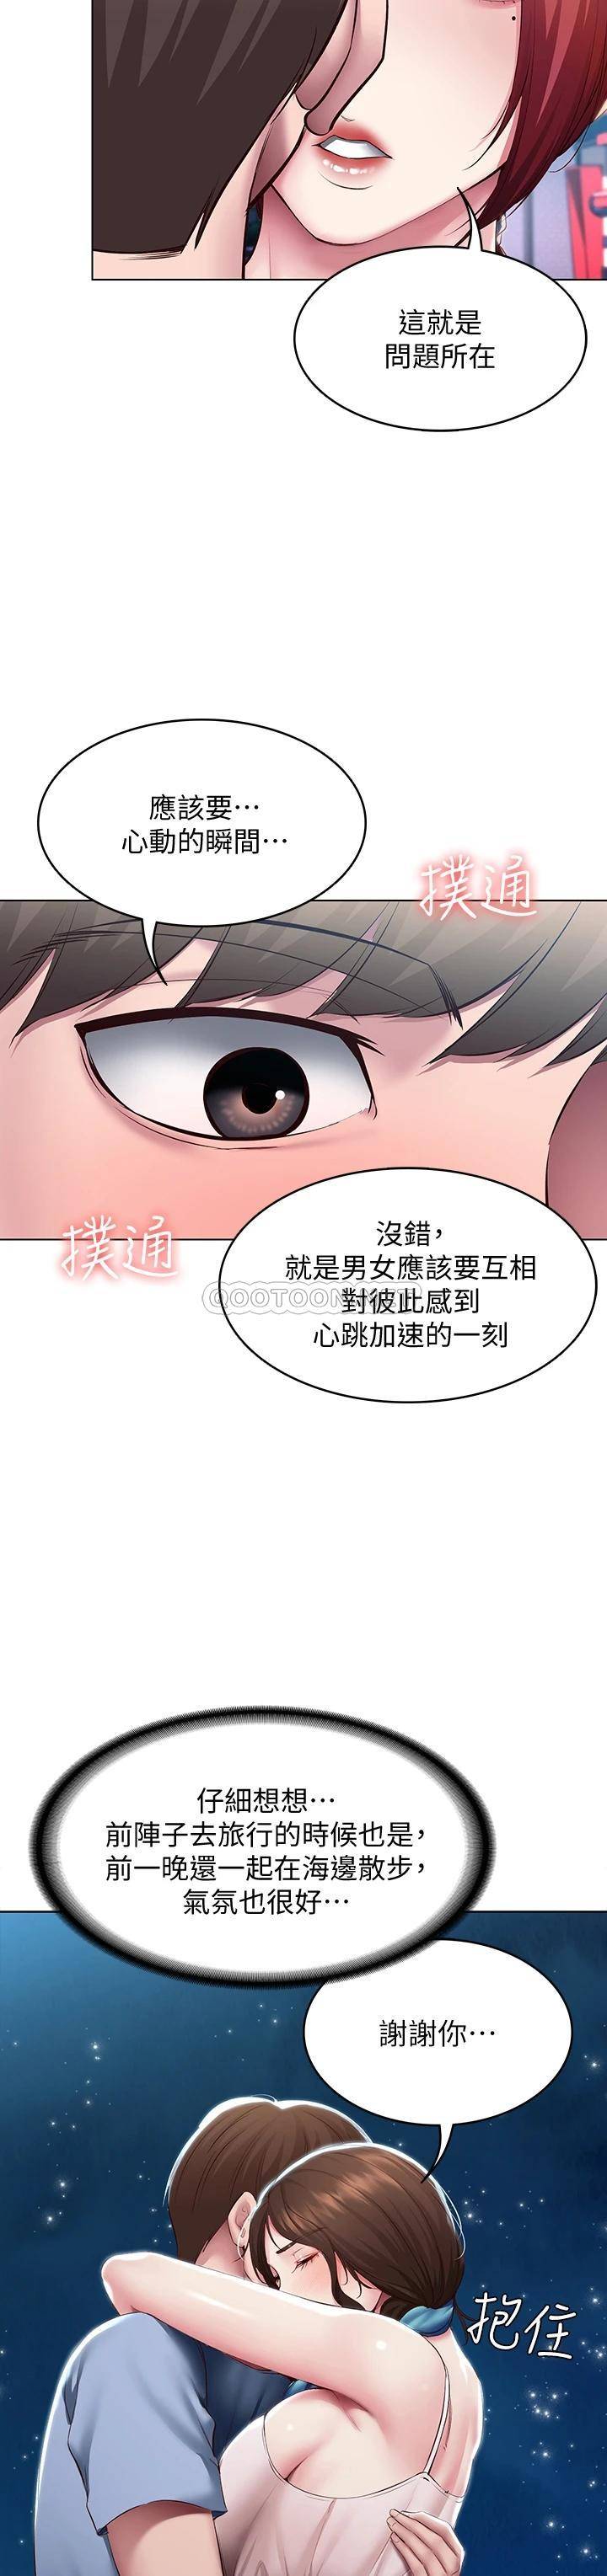 這就是
問題所在
應該要…
心動的瞬間…
撲通
撲通
沒錯，
就是男女應該要互相
對彼此感到
心跳加速的一刻
仔細想想…
前陣子去旅行的時候也是，
前一晚還一起在海邊散步，
氣氛也很好…
謝謝你…
抱住